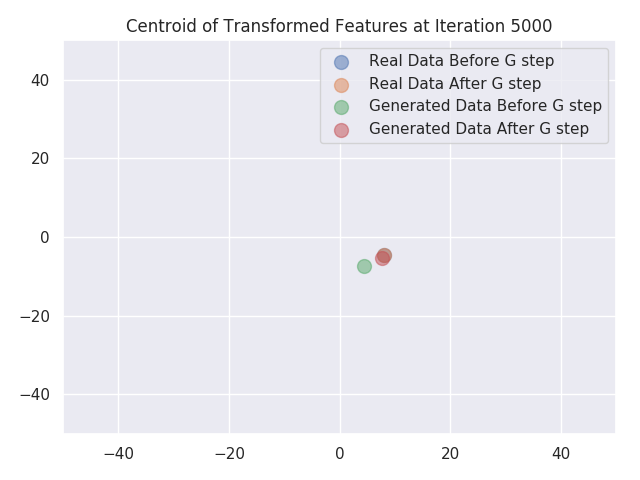 Centroid of Transformed Features at Iteration 5000
Real Data Before G step
Real Data After G step
Generated Data Before G step
Generated Data After G step
40
20
0
−20
−40
−40
−20
0
20
40